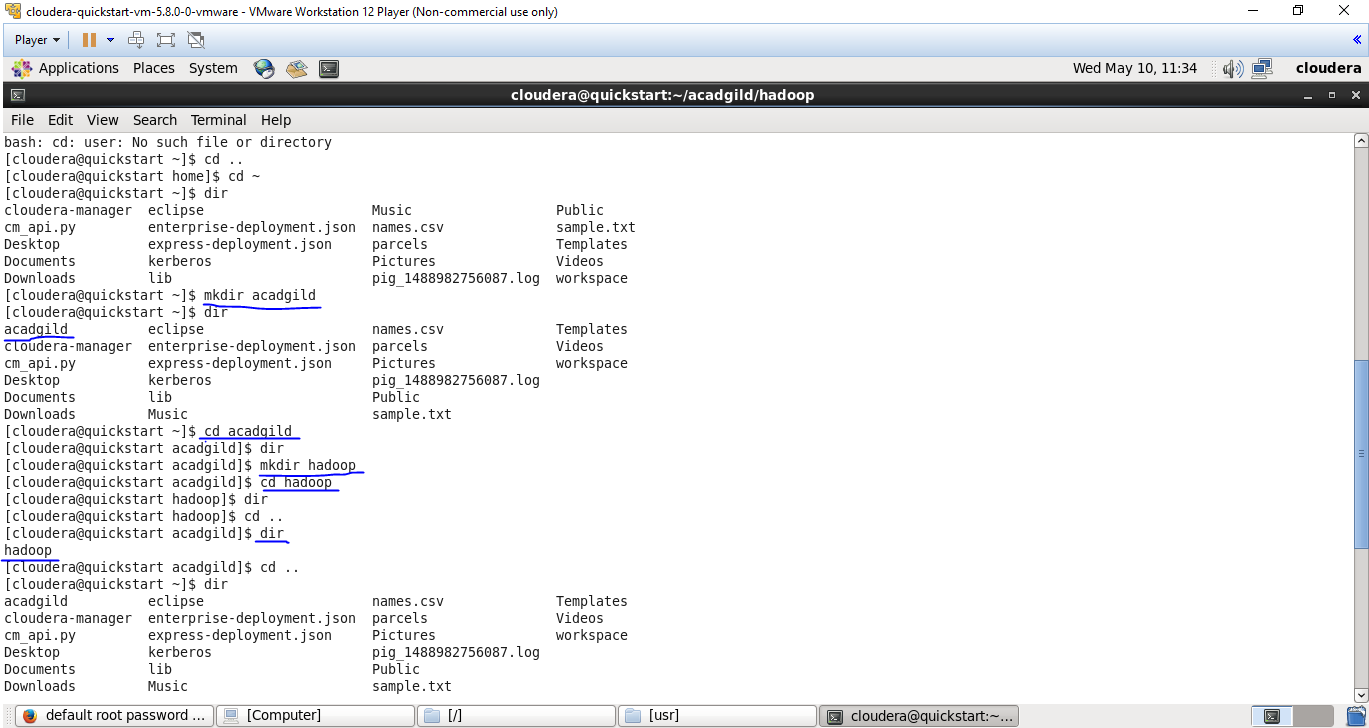 cloudera-quickstart-vm-5.8.0-0-vmware - VMware Workstation 12 Player (Non-commercial use only)
Player
Applications Places System Wed May 10, 11:34 cloudera
cloudera@quickstart:~/acadgild/hadoop
File Edit View Search Terminal Help
bash: cd: user: No such file or directory
[cloudera@quickstart ~]$ cd ..
[cloudera@quickstart home]$ cd ~
[cloudera@quickstart ~]$ dir
cloudera-manager eclipse Music Public
cm_api.py enterprise-deployment.json names.csv sample.txt
Desktop express-deployment.json parcels Templates
Documents kerberos Pictures Videos
Downloads lib pig_1488982756087.log workspace
[cloudera@quickstart ~]$ mkdir acadgild
[cloudera@quickstart ~]$ dir
acadgild eclipse names.csv Templates
cloudera-manager enterprise-deployment.json parcels Videos
cm_api.py express-deployment.json Pictures workspace
Desktop kerberos pig_1488982756087.log
Documents lib Public
Downloads Music sample.txt
[cloudera@quickstart ~]$ cd acadgild
[cloudera@quickstart acadgild]$ dir
[cloudera@quickstart acadgild]$ mkdir hadoop
[cloudera@quickstart acadgild]$ cd hadoop
[cloudera@quickstart hadoop]$ dir
[cloudera@quickstart hadoop]$ cd ..
[cloudera@quickstart acadgild]$ dir
hadoop
[cloudera@quickstart acadgild]$ cd ..
[cloudera@quickstart ~]$ dir
acadgild eclipse names.csv Templates
cloudera-manager enterprise-deployment.json parcels Videos
cm_api.py express-deployment.json Pictures workspace
Desktop kerberos pig_1488982756087.log
Documents lib Public
Downloads Music sample.txt
default root password ... [Computer] [/] [usr] cloudera@quickstart:~...